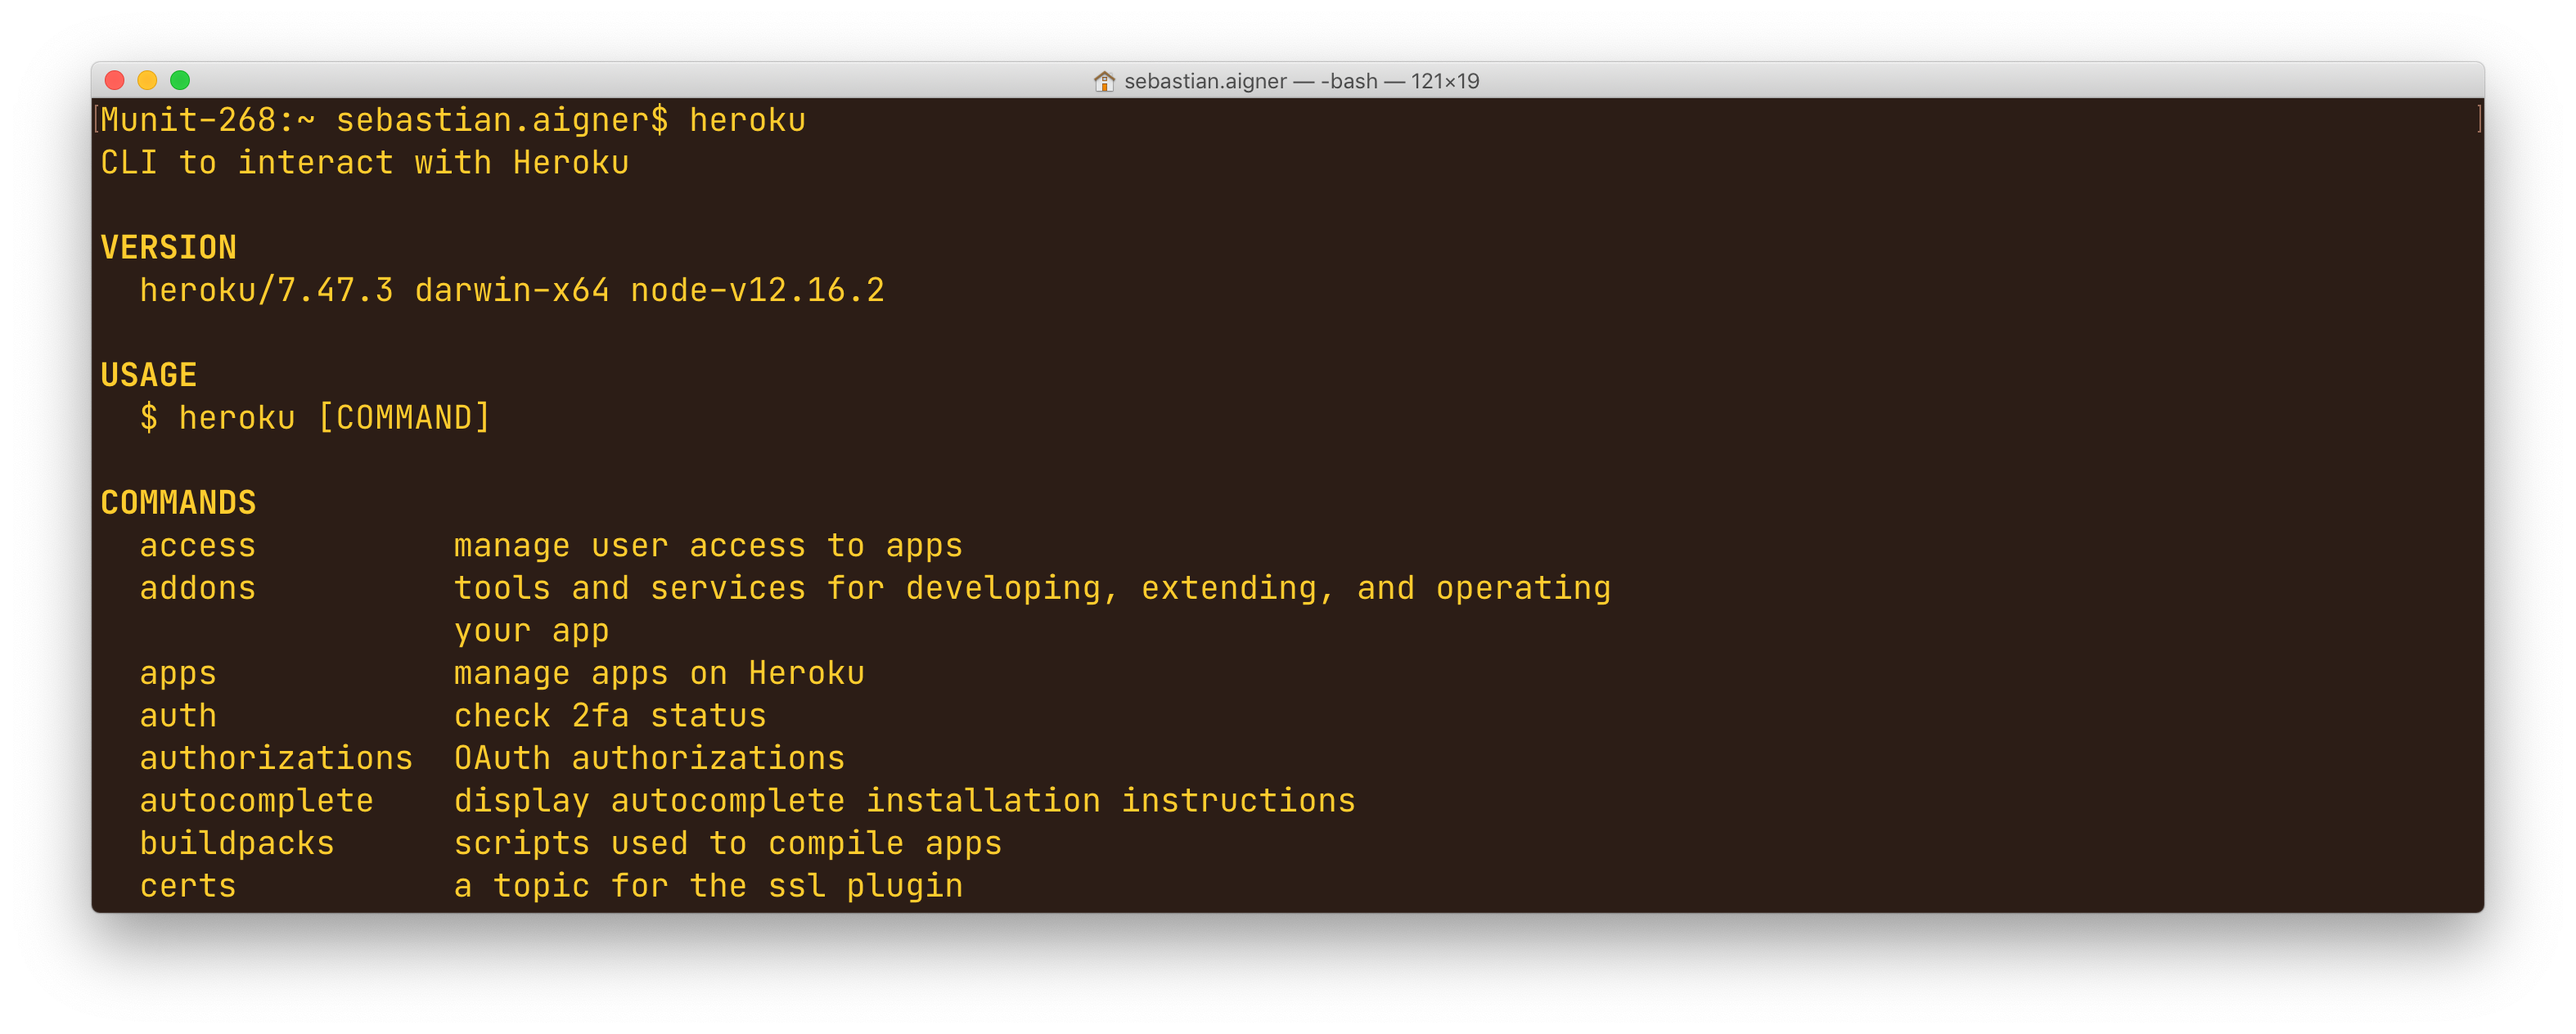 sebastian.aigner — -bash — 121×19
Munit-268:~ sebastian.aigner$ heroku
CLI to interact with Heroku
VERSION
heroku/7.47.3 darwin-x64 node-v12.16.2
USAGE
$ heroku [COMMAND]
COMMANDS
access manage user access to apps
addons tools and services for developing, extending, and operating
your app
apps manage apps on Heroku
auth check 2fa status
authorizations OAuth authorizations
autocomplete display autocomplete installation instructions
buildpacks scripts used to compile apps
certs a topic for the ssl plugin